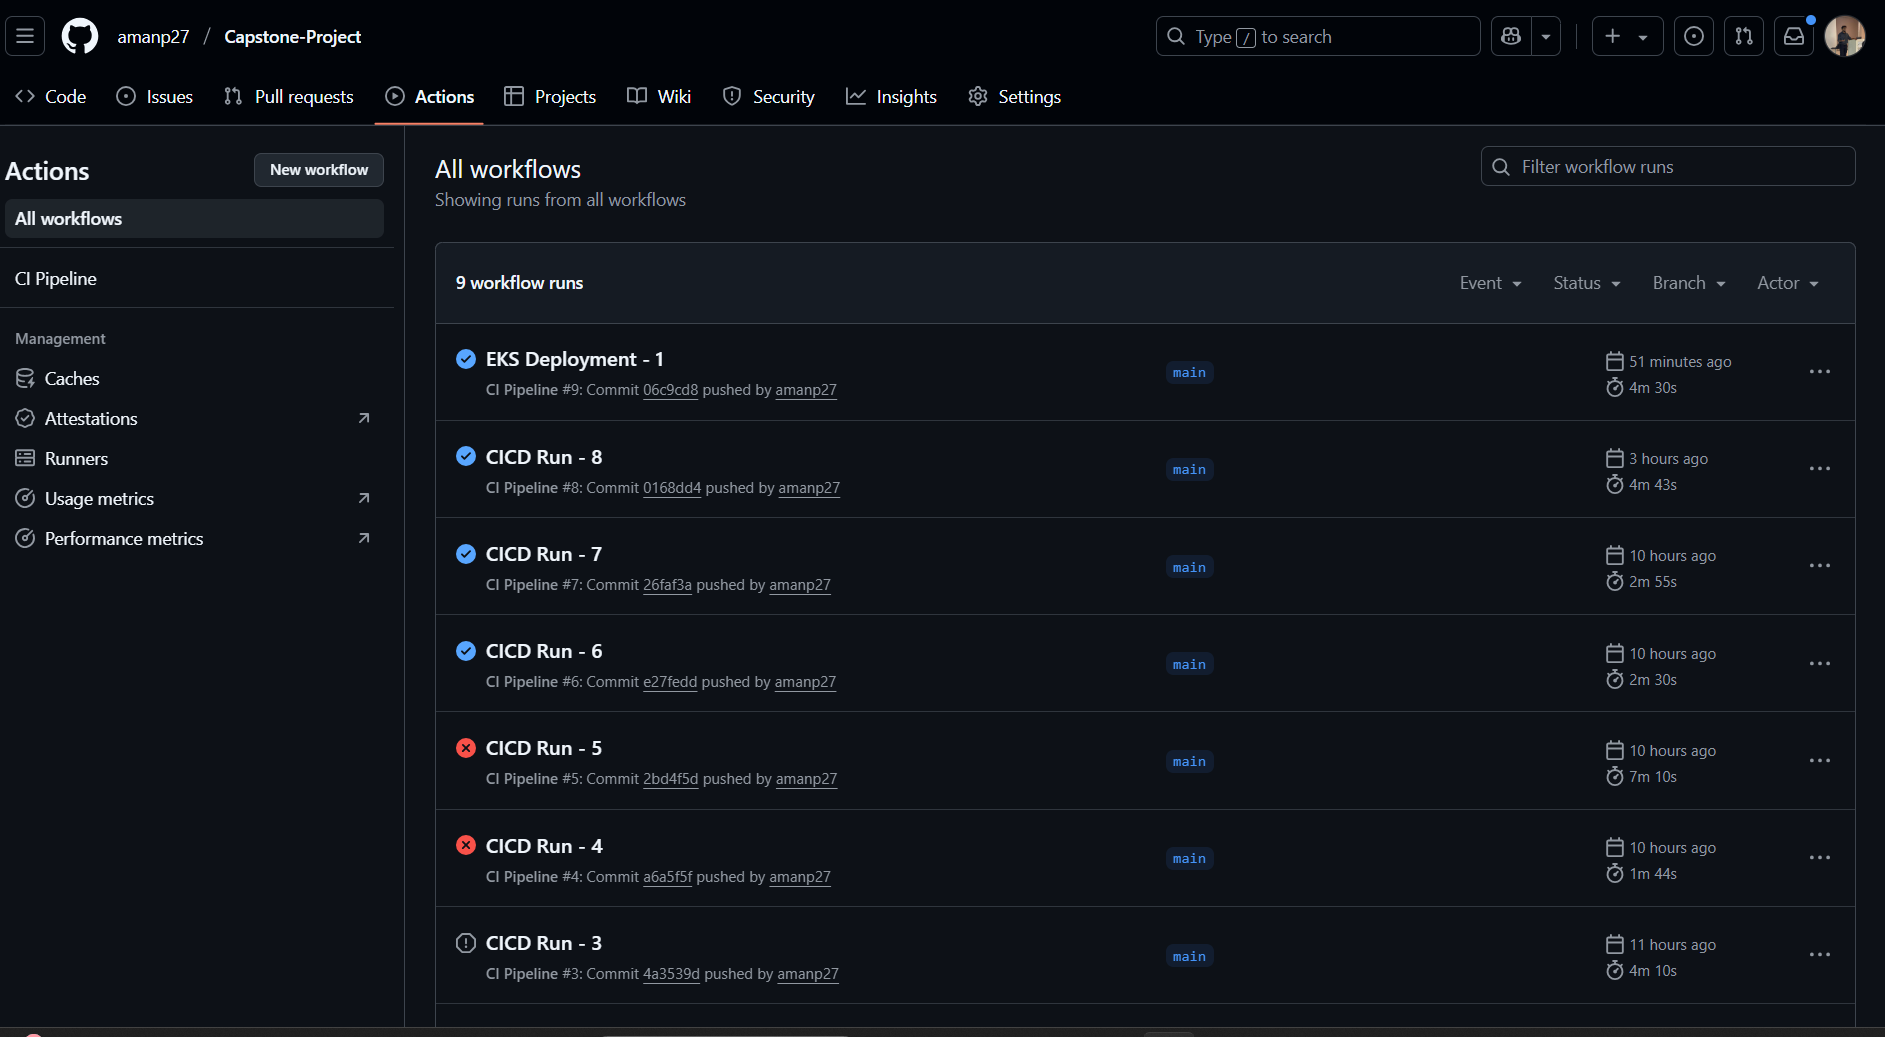 amanp27 / Capstone-Project
Type / to search
Code
Issues
Pull requests
Actions
Projects
Wiki
Security
Insights
Settings
Actions
New workflow
All workflows
CI Pipeline
Management
Caches
Attestations
Runners
Usage metrics
Performance metrics
All workflows
Showing runs from all workflows
Filter workflow runs
9 workflow runs
Event
Status
Branch
Actor
EKS Deployment - 1
CI Pipeline #9: Commit 06c9cd8 pushed by amanp27
main
51 minutes ago
4m 30s
CICD Run - 8
CI Pipeline #8: Commit 0168dd4 pushed by amanp27
main
3 hours ago
4m 43s
CICD Run - 7
CI Pipeline #7: Commit 26faf3a pushed by amanp27
main
10 hours ago
2m 55s
CICD Run - 6
CI Pipeline #6: Commit e27fedd pushed by amanp27
main
10 hours ago
2m 30s
CICD Run - 5
CI Pipeline #5: Commit 2bd4f5d pushed by amanp27
main
10 hours ago
7m 10s
CICD Run - 4
CI Pipeline #4: Commit a6a5f5f pushed by amanp27
main
10 hours ago
1m 44s
CICD Run - 3
CI Pipeline #3: Commit 4a3539d pushed by amanp27
main
11 hours ago
4m 10s